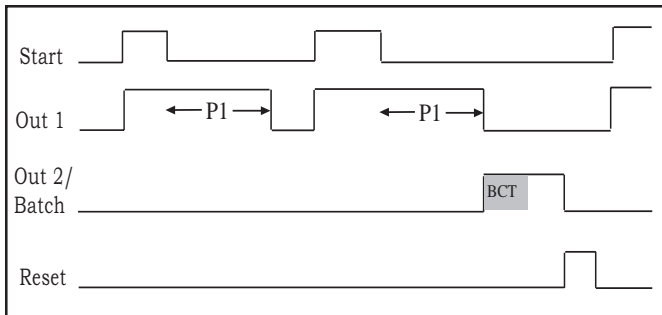 Start
Out 1
P1
P1
Out 2/
Batch
BCT
Reset